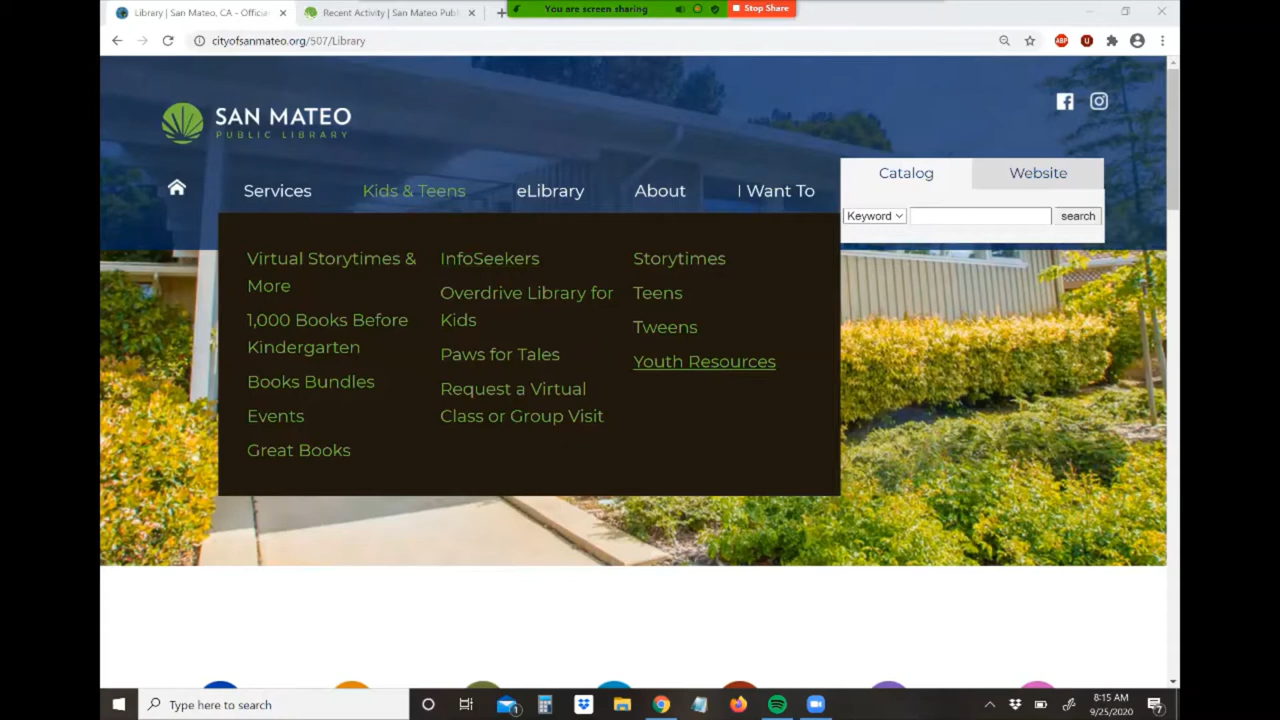 Library | San Mateo, CA - Officia
Recent Activity | San Mateo Publ
You are screen sharing
Stop Share
cityofsanmateo.org/507/Library
ABP
SAN MATEO
PUBLIC LIBRARY
Services
Kids & Teens
eLibrary
About
I Want To
Catalog
Website
Keyword
search
Virtual Storytimes &
More
1,000 Books Before
Kindergarten
Books Bundles
Events
Great Books
InfoSeekers
Overdrive Library for
Kids
Paws for Tales
Request a Virtual
Class or Group Visit
Storytimes
Teens
Tweens
Youth Resources
Type here to search
1
8:15 AM
9/25/2020
7